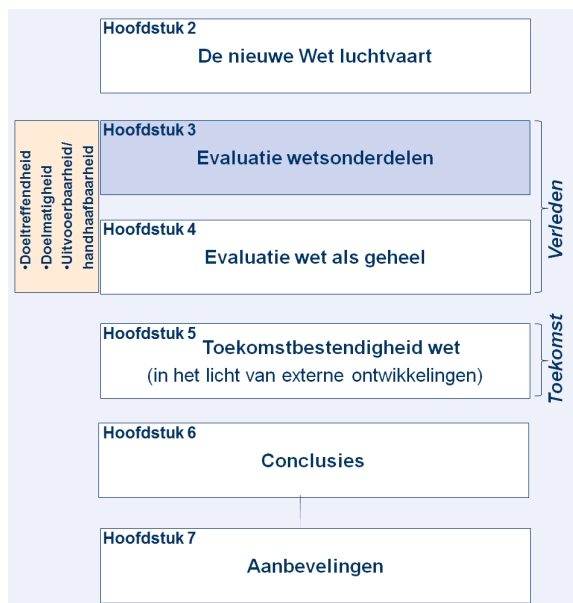 Hoofdstuk 2
De nieuwe Wet luchtvaart
Hoofdstuk 3
Evaluatie wetsonderdelen
•Doeltreffendheid
•Doelmatigheid
•Uitvooerbaarheid/
handhaafbaarheid
Verleden
Hoofdstuk 4
Evaluatie wet als geheel
Hoofdstuk 5
Toekomstbestendigheid wet
(in het licht van externe ontwikkelingen)
Toekomst
Hoofdstuk 6
Conclusies
Hoofdstuk 7
Aanbevelingen